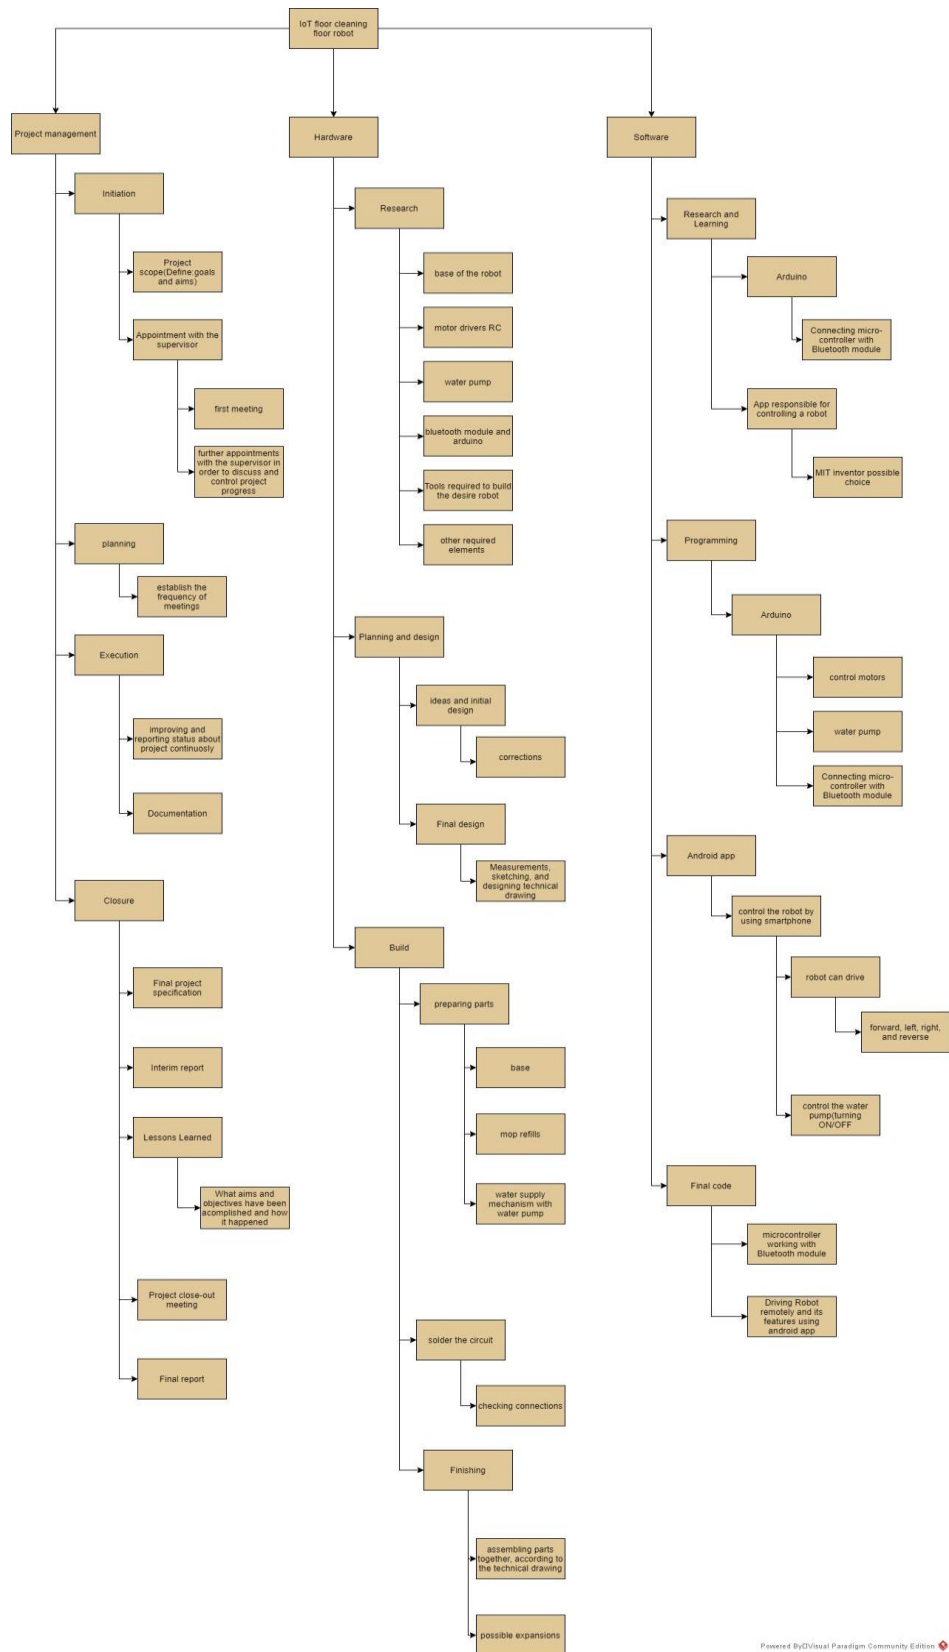 IoT floor cleaning
floor robot
Project management
Initiation
Project
scope(Define:goals
and aims)
Appointment with the
supervisor
first meeting
further appointments
with the supervisor in
order to discuss and
control project
progress
planning
establish the
frequency of
meetings
Execution
improving and
reporting status about
project continuosly
Documentation
Closure
Final project
specification
Interim report
Lessons Learned
What aims and
objectives have been
acomplished and how
it happened
Project close-out
meeting
Final report
Hardware
Research
base of the robot
motor drivers RC
water pump
bluetooth module and
arduino
Tools required to build
the desire robot
other required
elements
Planning and design
ideas and initial
design
corrections
Final design
Measurements,
sketching, and
designing technical
drawing
Build
preparing parts
base
mop refills
water supply
mechanism with
water pump
solder the circuit
checking connections
Finishing
assembling parts
together, according to
the technical drawing
possible expansions
Software
Research and
Learning
Arduino
Connecting micro-
controller with
Bluetooth module
App responsible for
controlling a robot
MIT inventor possible
choice
Programming
Arduino
control motors
water pump
Connecting micro-
controller with
Bluetooth module
Android app
control the robot by
using smartphone
robot can drive
forward, left, right,
and reverse
control the water
pump(turning
ON/OFF
Final code
microcontroller
working with
Bluetooth module
Driving Robot
remotely and its
features using
android app
Powered By□Visual Paradigm Community Edition